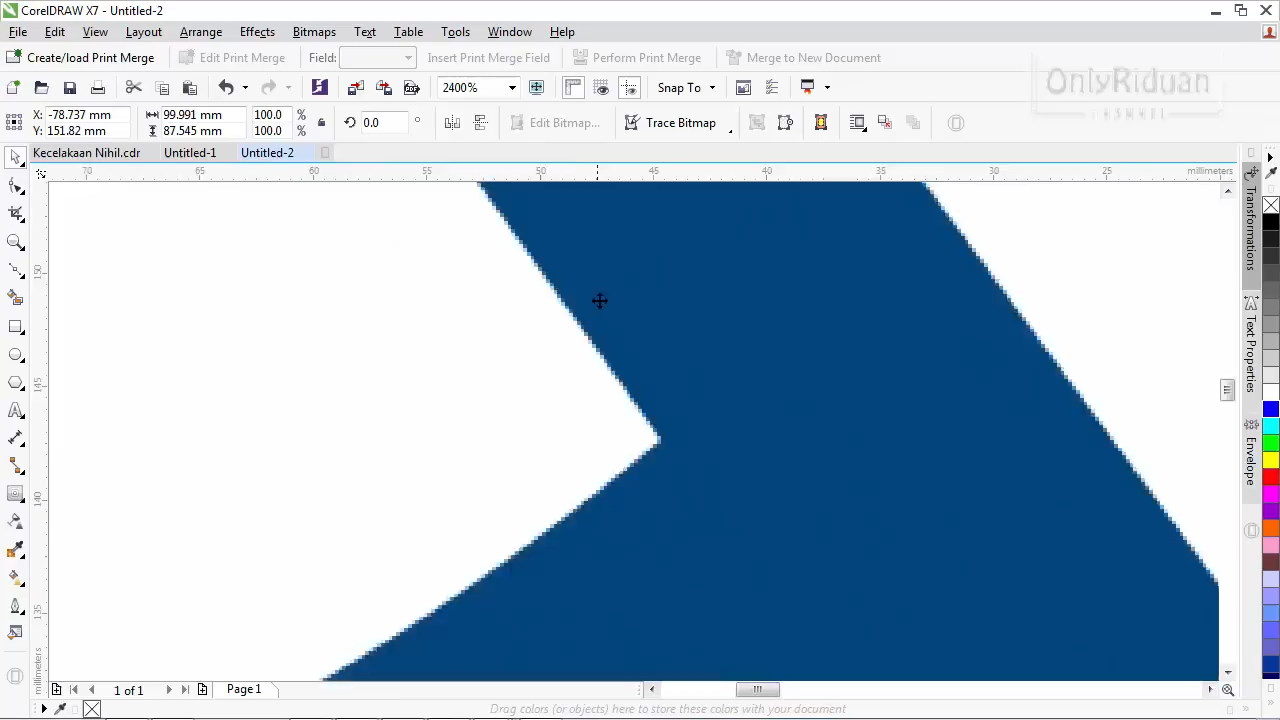 CorelDRAW X7 - Untitled-2
File Edit View Layout Arrange Effects Bitmaps Text Table Tools Window Help
Create/load Print Merge Edit Print Merge Field: Insert Print Merge Field Perform Print Merge Merge to New Document
OnlyRiduan
2400% Snap To
X: -78.737 mm 99.991 mm 100.0 %
Y: 151.82 mm 87.545 mm 100.0 %
0.0 ° Edit Bitmap... Trace Bitmap
Kecelakaan Nihil.cdr Untitled-1 Untitled-2
70 65 60 55 50 45 40 35 30 25 millimeters
150
145
140
135
millimeters
Transformations
Text Properties
Envelope
1 of 1 Page 1
Drag colors (or objects) here to store these colors with your document